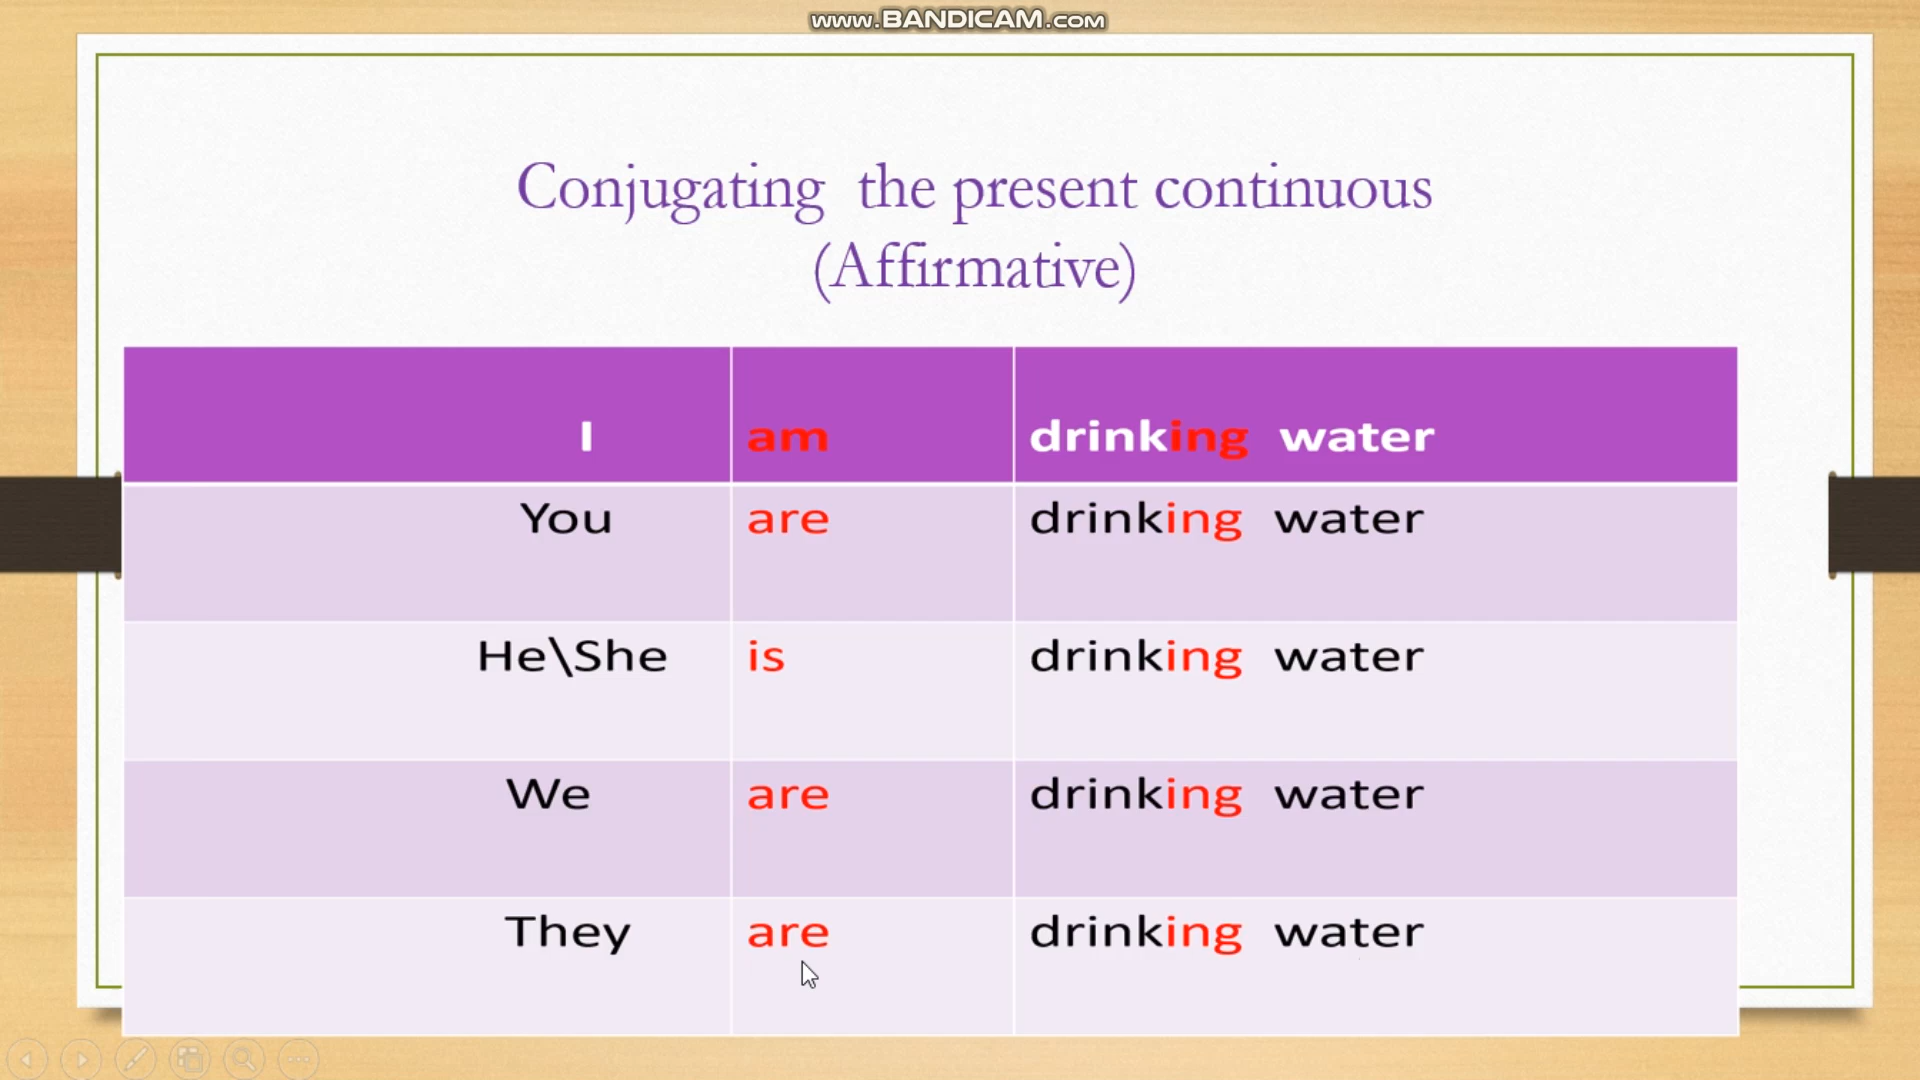 www.BANDICAM.com
Conjugating the present continuous
(Affirmative)
I am drinking water
You are drinking water
He\She is drinking water
We are drinking water
They are drinking water